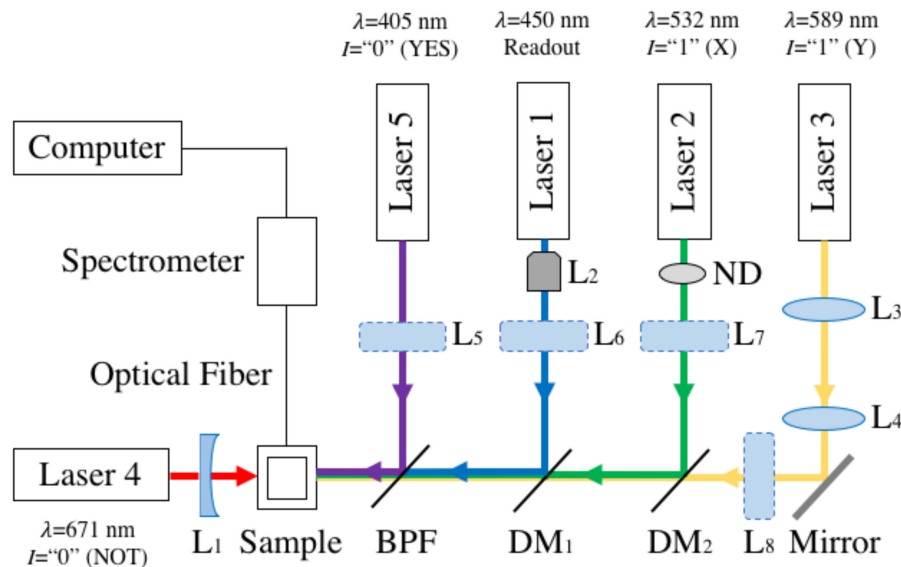 λ=405 nm
I=“0” (YES)
λ=450 nm
Readout
λ=532 nm
I=“1” (X)
λ=589 nm
I=“1” (Y)
Laser 5
Laser 1
Laser 2
Laser 3
Computer
Spectrometer
L2
ND
L3
L5
L6
L7
Optical Fiber
L4
Laser 4
λ=671 nm
I=“0” (NOT)
L1
Sample
BPF
DM1
DM2
L8
Mirror